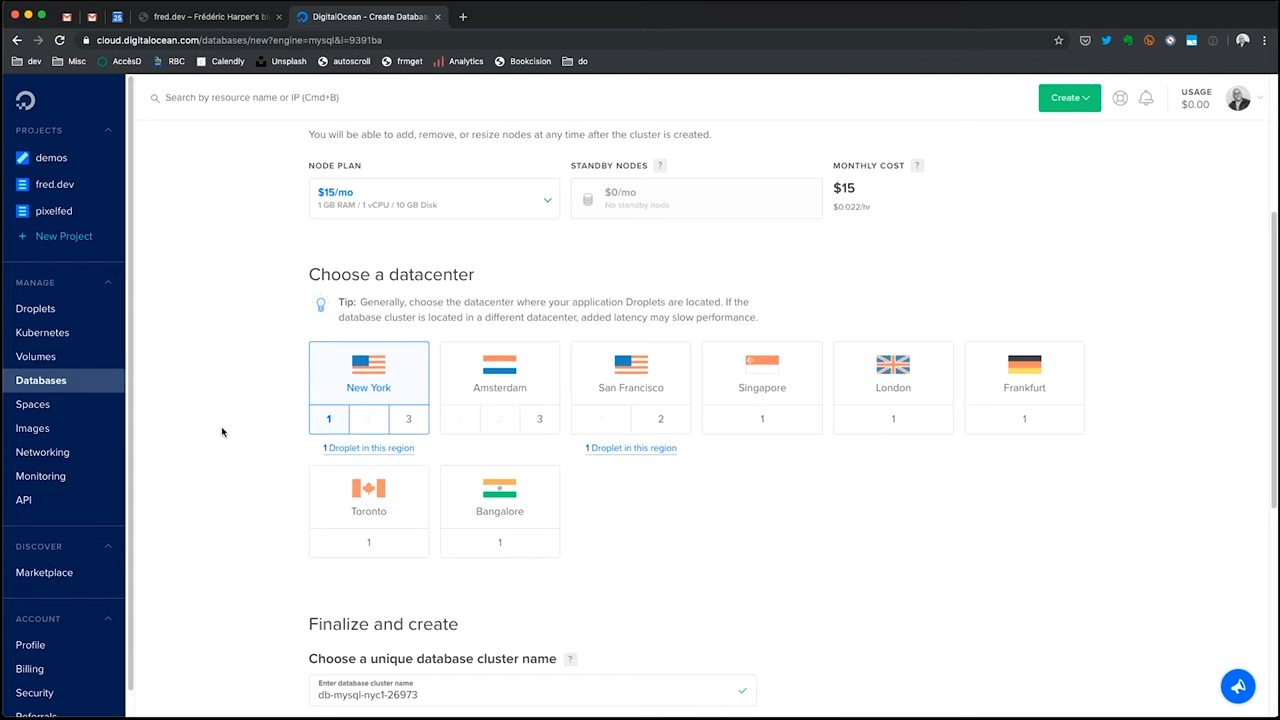 fred.dev – Frédéric Harper's bl
DigitalOcean - Create Databas
cloud.digitalocean.com/databases/new?engine=mysql&i=9391ba
dev
Misc
AccèsD
RBC
Calendly
Unsplash
autoscroll
frmget
Analytics
Bookcision
do
PROJECTS
demos
fred.dev
pixelfed
+ New Project
MANAGE
Droplets
Kubernetes
Volumes
Databases
Spaces
Images
Networking
Monitoring
API
DISCOVER
Marketplace
ACCOUNT
Profile
Billing
Security
Referrals
Search by resource name or IP (Cmd+B)
Create
USAGE
$0.00
You will be able to add, remove, or resize nodes at any time after the cluster is created.
NODE PLAN
$15/mo
1 GB RAM / 1 vCPU / 10 GB Disk
STANDBY NODES ?
$0/mo
No standby node
MONTHLY COST ?
$15
$0.022/hr
Choose a datacenter
Tip: Generally, choose the datacenter where your application Droplets are located. If the
database cluster is located in a different datacenter, added latency may slow performance.
New York
1 2 3
1 Droplet in this region
Amsterdam
1 2 3
San Francisco
1 2
1 Droplet in this region
Singapore
1
London
1
Frankfurt
1
Toronto
1
Bangalore
1
Finalize and create
Choose a unique database cluster name ?
Enter database cluster name
db-mysql-nyc1-26973